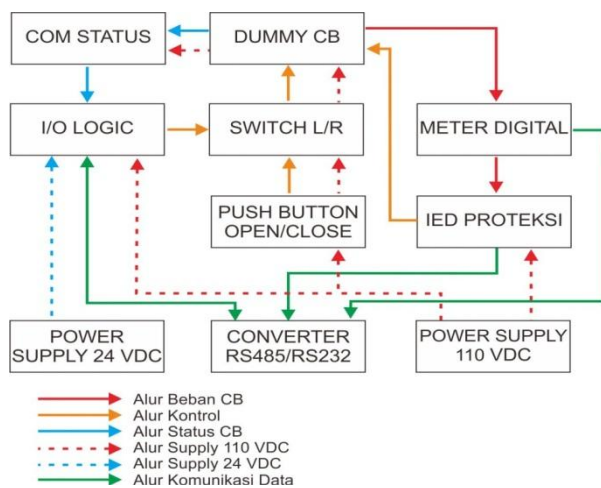 COM STATUS
DUMMY CB
I/O LOGIC
SWITCH L/R
METER DIGITAL
PUSH BUTTON
OPEN/CLOSE
IED PROTEKSI
POWER
SUPPLY 24 VDC
CONVERTER
RS485/RS232
POWER SUPPLY
110 VDC
Alur Beban CB
Alur Kontrol
Alur Status CB
Alur Supply 110 VDC
Alur Supply 24 VDC
Alur Komunikasi Data